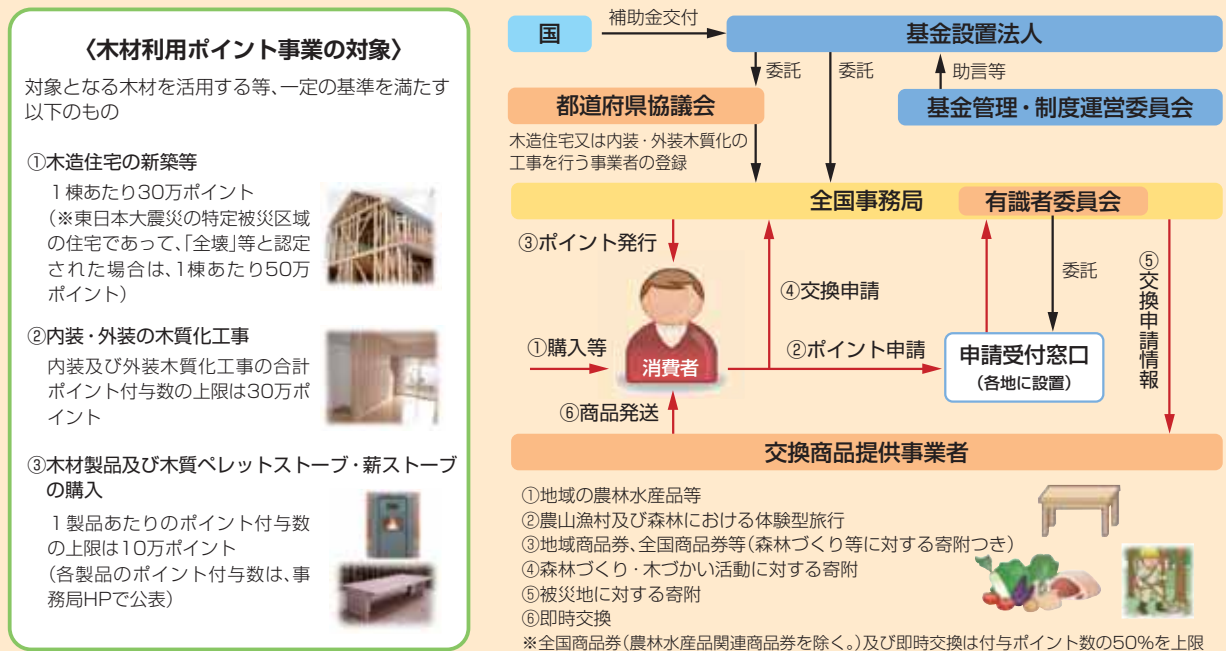 〈木材利用ポイント事業の対象〉
対象となる木材を活用する等、一定の基準を満たす
以下のもの
①木造住宅の新築等
1棟あたり30万ポイント
(※東日本大震災の特定被災区域
の住宅であって、「全壊」等と認定
された場合は、1棟あたり50万
ポイント)
②内装・外装の木質化工事
内装及び外装木質化工事の合計
ポイント付与数の上限は30万ポ
イント
③木材製品及び木質ペレットストーブ・薪ストーブ
の購入
1製品あたりのポイント付与数
の上限は10万ポイント
(各製品のポイント付与数は、事
務局HPで公表)
国
補助金交付
基金設置法人
委託
委託
助言等
都道府県協議会
基金管理・制度運営委員会
木造住宅又は内装・外装木質化の
工事を行う事業者の登録
全国事務局
有識者委員会
③ポイント発行
④交換申請
委託
⑤交換申請情報
①購入等
消費者
②ポイント申請
申請受付窓口
(各地に設置)
⑥商品発送
交換商品提供事業者
①地域の農林水産品等
②農山漁村及び森林における体験型旅行
③地域商品券、全国商品券等(森林づくり等に対する寄附つき)
④森林づくり・木づかい活動に対する寄附
⑤被災地に対する寄附
⑥即時交換
※全国商品券(農林水産品関連商品券を除く。)及び即時交換は付与ポイント数の50%を上限